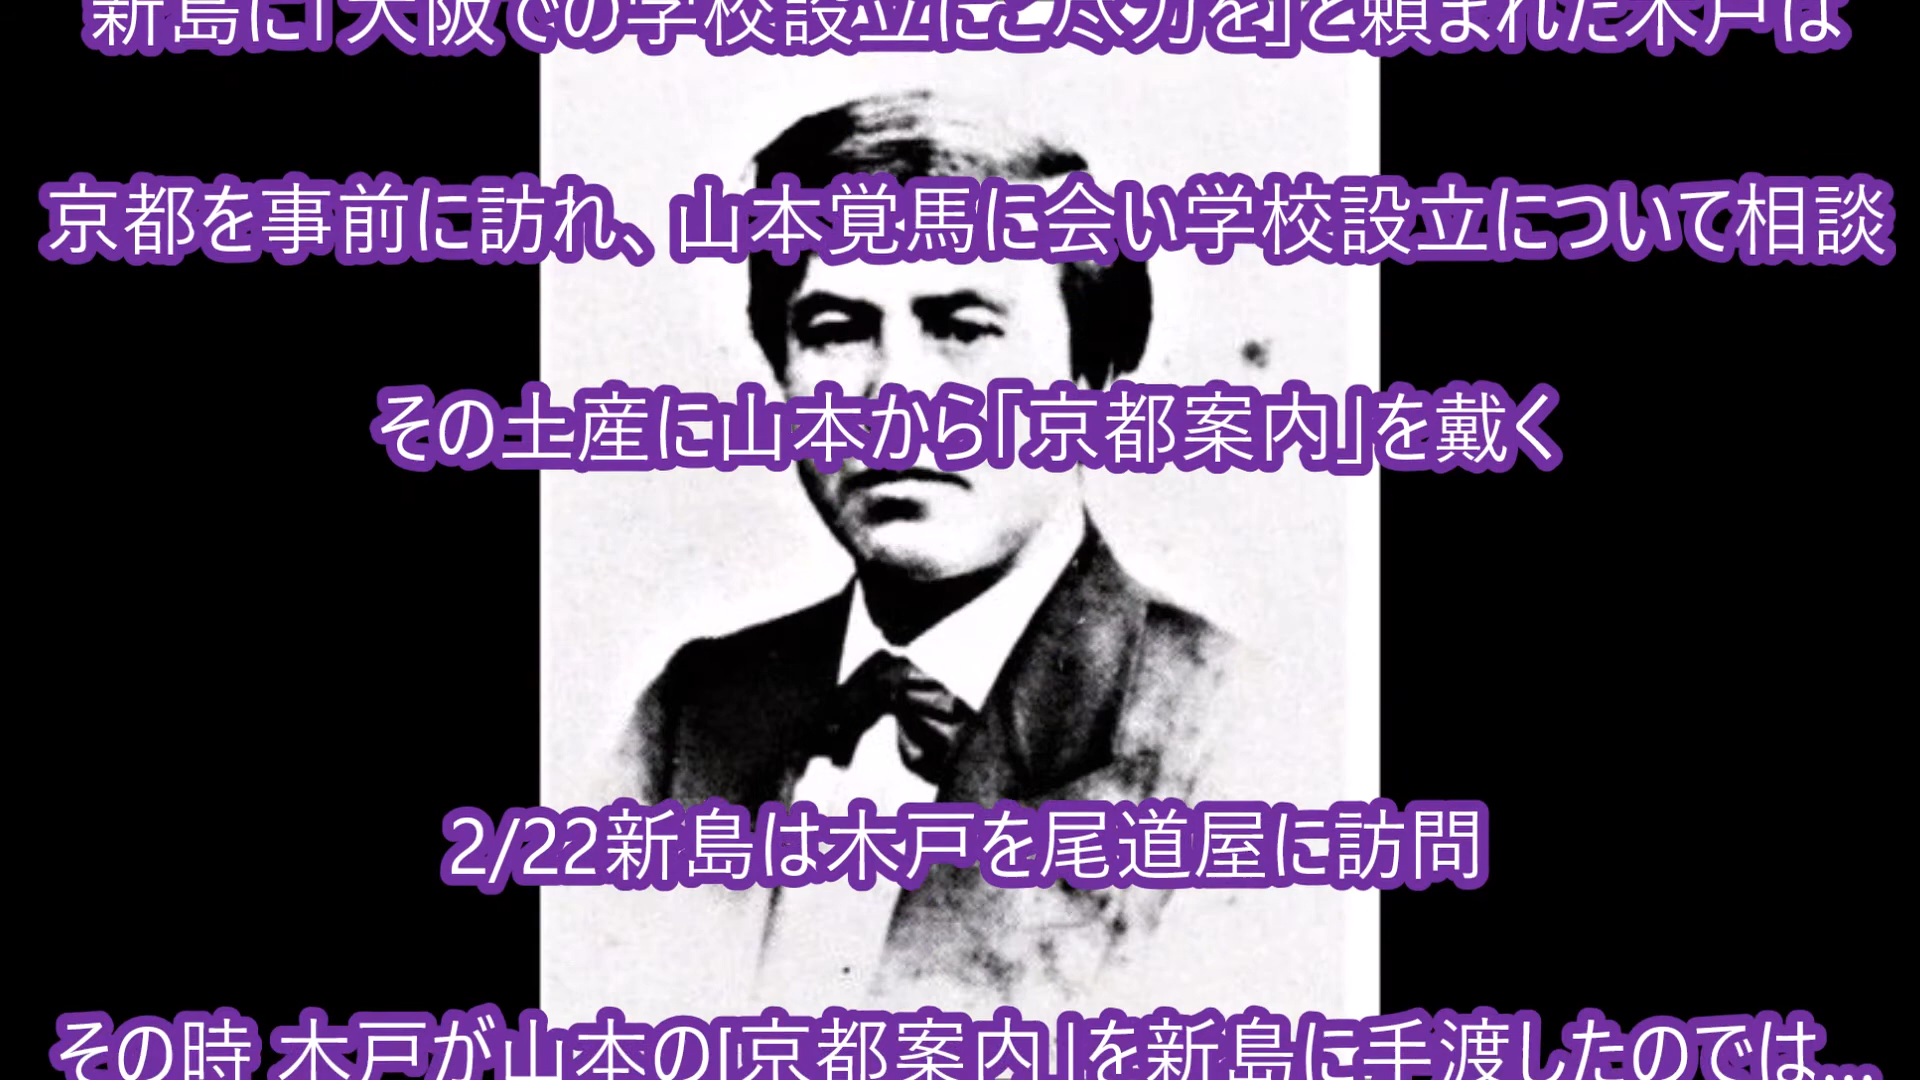 新島に「大阪での学校設立にご尽力を」と頼まれた木戸は
京都を事前に訪れ、山本覚馬に会い学校設立について相談
その土産に山本から「京都案内」を戴く
2/22新島は木戸を尾道屋に訪問
その時 木戸が山本の「京都案内」を新島に手渡したのでは...